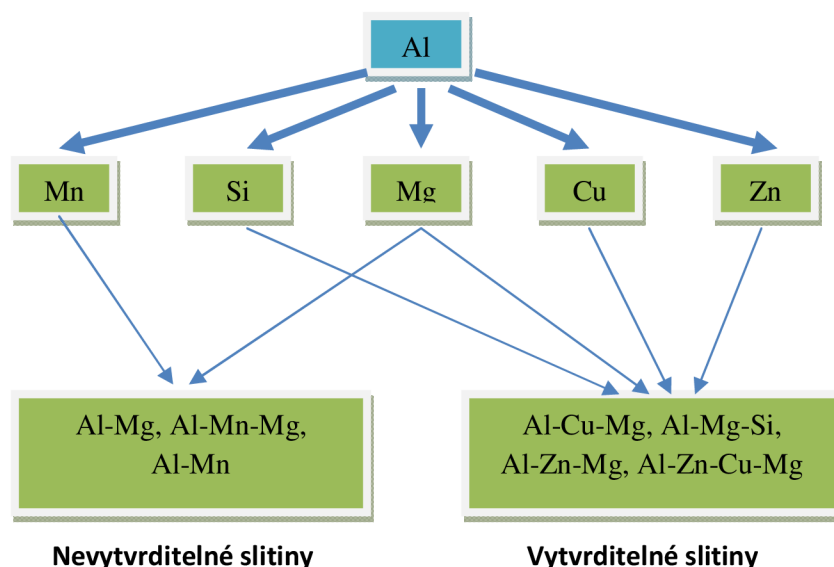 Al
Mn
Si
Mg
Cu
Zn
Al-Mg, Al-Mn-Mg,
Al-Mn
Al-Cu-Mg, Al-Mg-Si,
Al-Zn-Mg, Al-Zn-Cu-Mg
Nevytvrditelné slitiny
Vytvrditelné slitiny